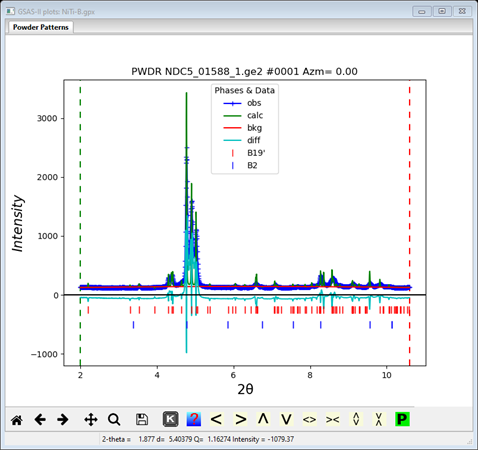 GSAS-II plots: NiTi-B.gpx
Powder Patterns
PWDR NDC5_01588_1.ge2 #0001 Azm= 0.00
Phases & Data
obs
calc
bkg
diff
B19'
B2
Intensity
3000
2000
1000
0
−1000
2 4 6 8 10
2θ
K ? < > Λ V <> >< P
2-theta = 1.877 d= 5.40379 Q= 1.16274 Intensity = -1079.37